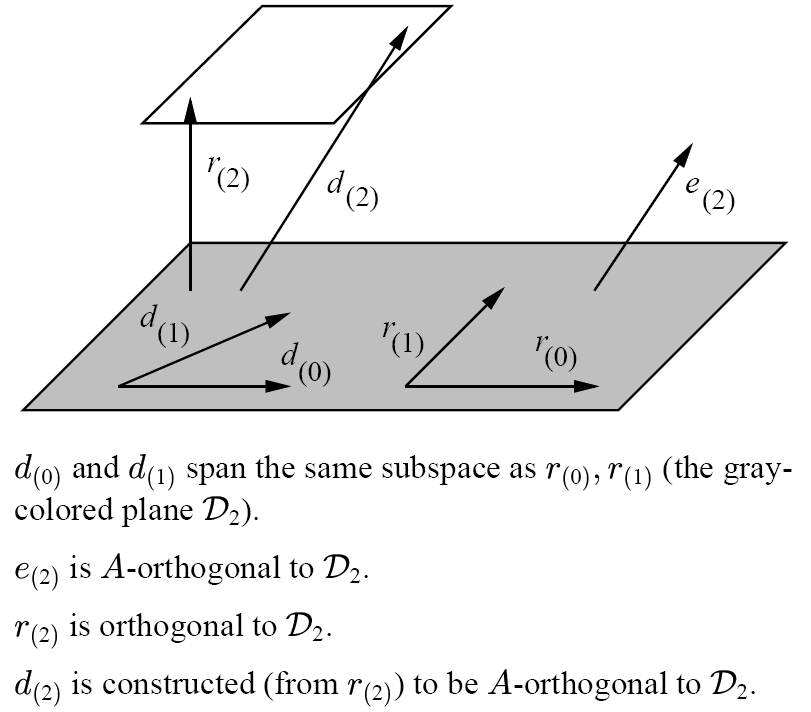 r(2)
d(2)
e(2)
d(1)
d(0)
r(1)
r(0)
d(0) and d(1) span the same subspace as r(0), r(1) (the gray-
colored plane D2).
e(2) is A-orthogonal to D2.
r(2) is orthogonal to D2.
d(2) is constructed (from r(2)) to be A-orthogonal to D2.